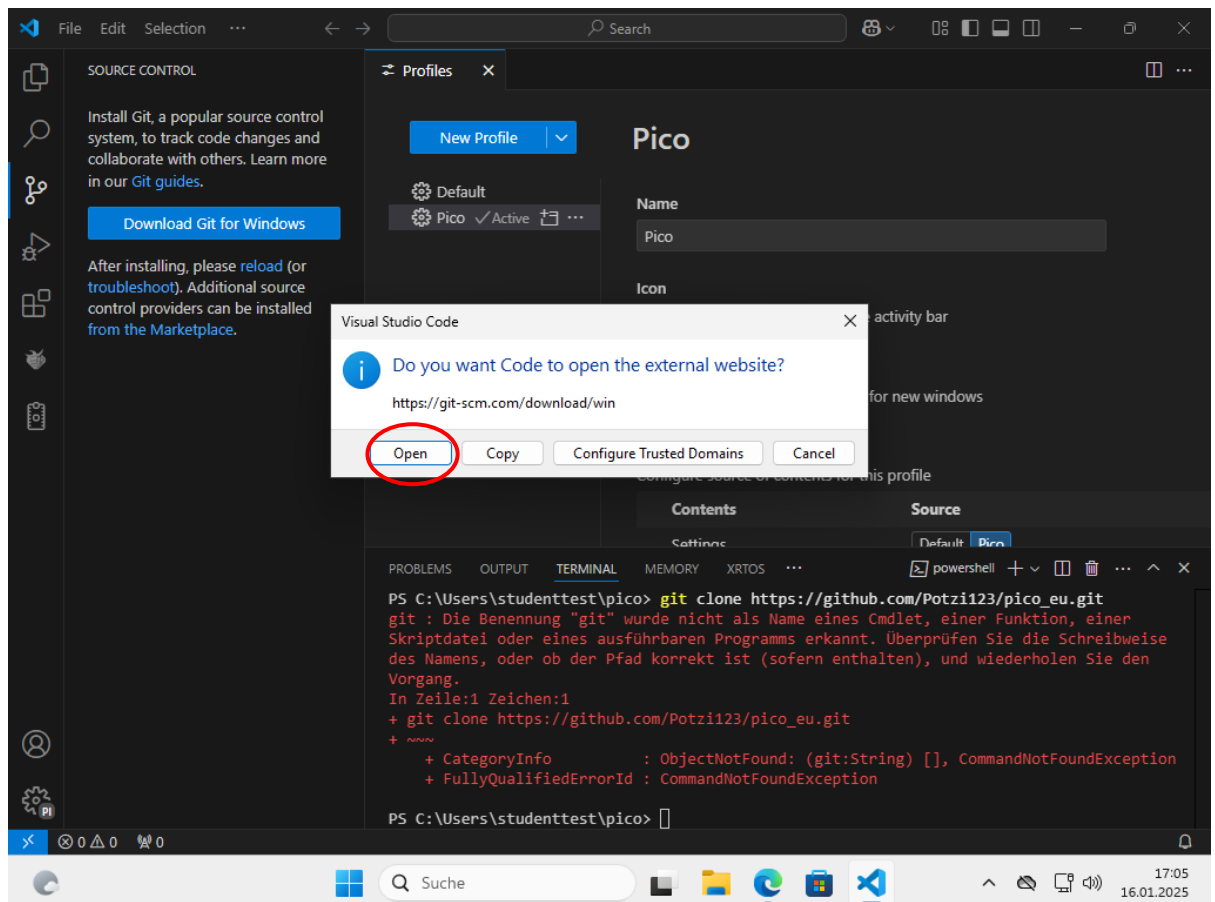 File Edit Selection ··· Search
SOURCE CONTROL
Install Git, a popular source control
system, to track code changes and
collaborate with others. Learn more
in our Git guides.
Download Git for Windows
After installing, please reload (or
troubleshoot). Additional source
control providers can be installed
from the Marketplace.
Profiles
New Profile
Default
Pico Active ···
Pico
Name
Pico
Icon
activity bar
for new windows
this profile
Contents Source
Settings Default Pico
Visual Studio Code
Do you want Code to open the external website?
https://git-scm.com/download/win
Open Copy Configure Trusted Domains Cancel
PROBLEMS OUTPUT TERMINAL MEMORY XRTOS ··· powershell
PS C:\Users\studenttest\pico> git clone https://github.com/Potzi123/pico_eu.git
git : Die Benennung "git" wurde nicht als Name eines Cmdlet, einer Funktion, einer
Skriptdatei oder eines ausführbaren Programms erkannt. Überprüfen Sie die Schreibweise
des Namens, oder ob der Pfad korrekt ist (sofern enthalten), und wiederholen Sie den
Vorgang.
In Zeile:1 Zeichen:1
+ git clone https://github.com/Potzi123/pico_eu.git
+ ~~~
+ CategoryInfo : ObjectNotFound: (git:String) [], CommandNotFoundException
+ FullyQualifiedErrorId : CommandNotFoundException
PS C:\Users\studenttest\pico>
PI
0 0 0
Suche
17:05
16.01.2025